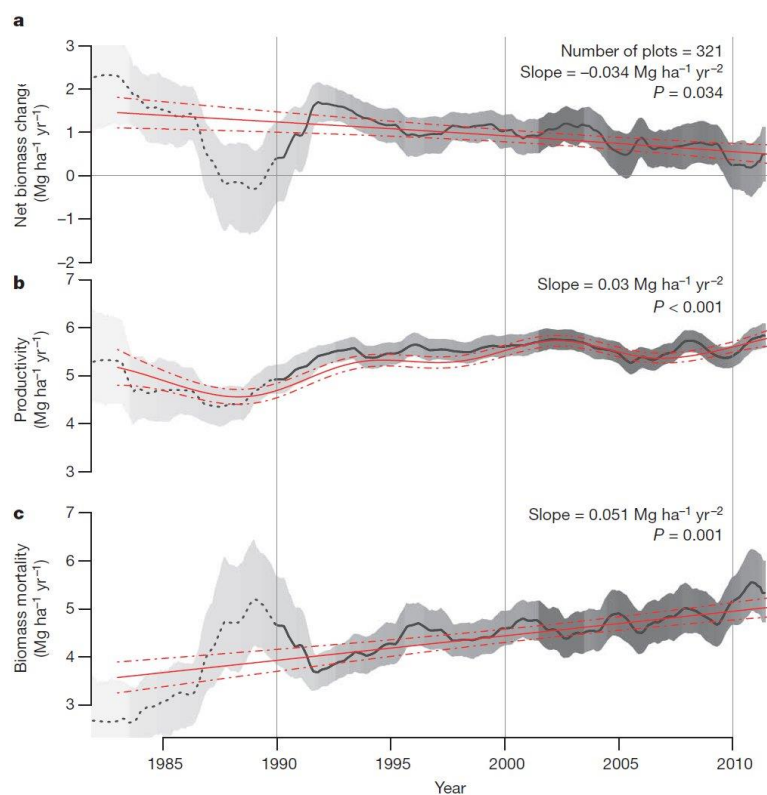 a
3
2
1
0
−1
−2
Net biomass change
(Mg ha⁻¹ yr⁻¹)
Number of plots = 321
Slope = −0.034 Mg ha⁻¹ yr⁻²
P = 0.034
b
7
6
5
4
3
Productivity
(Mg ha⁻¹ yr⁻¹)
Slope = 0.03 Mg ha⁻¹ yr⁻²
P < 0.001
c
7
6
5
4
3
Biomass mortality
(Mg ha⁻¹ yr⁻¹)
Slope = 0.051 Mg ha⁻¹ yr⁻²
P = 0.001
1985 1990 1995 2000 2005 2010
Year